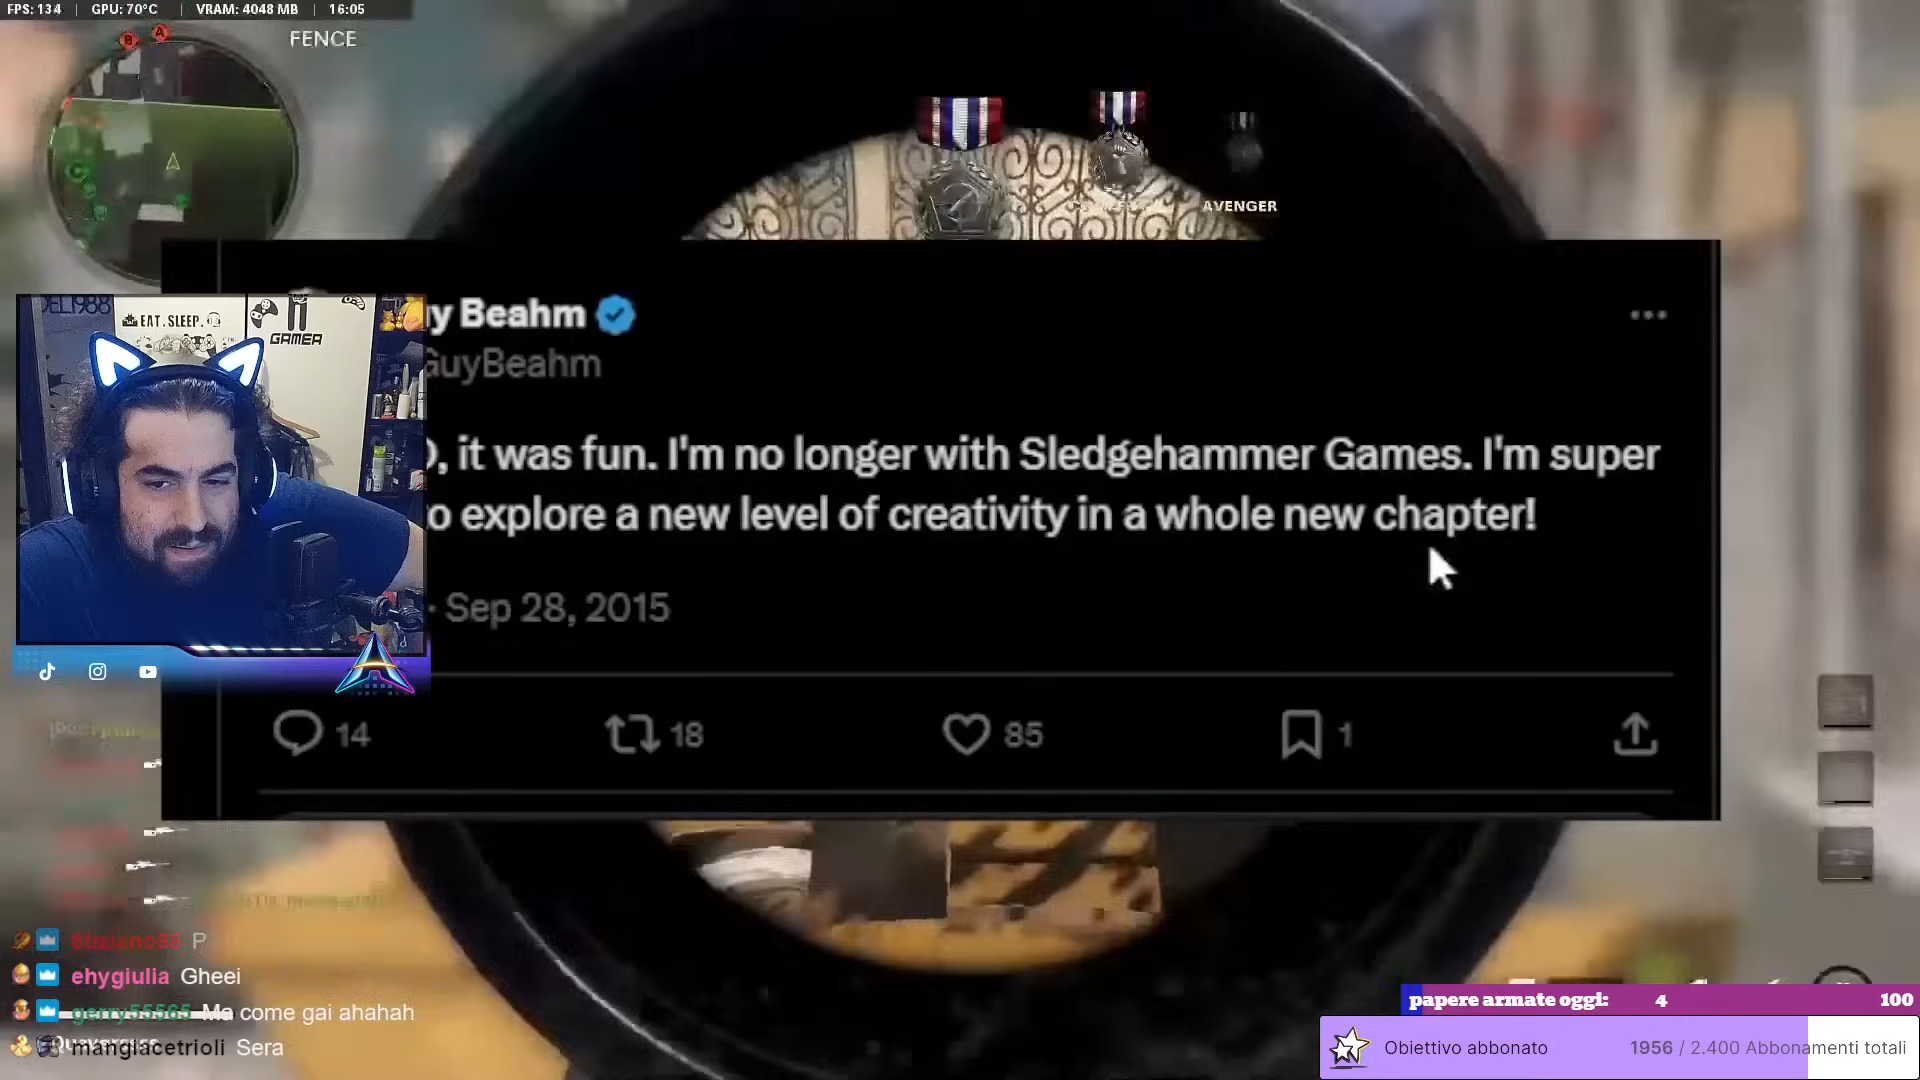 FPS: 134 | GPU: 70°C | VRAM: 4048 MB | 16:05
FENCE
AVENGER
DEL1988
EAT.SLEEP.
GAMER
y Beahm
GuyBeahm
, it was fun. I'm no longer with Sledgehammer Games. I'm super
o explore a new level of creativity in a whole new chapter!
· Sep 28, 2015
14 18 85 1
8tiziano83 P
ehygiulia Gheei
gerry55565 Ma come gai ahahah
mangiacetrioli Sera
papere armate oggi: 4 100
Obiettivo abbonato 1956 / 2.400 Abbonamenti totali